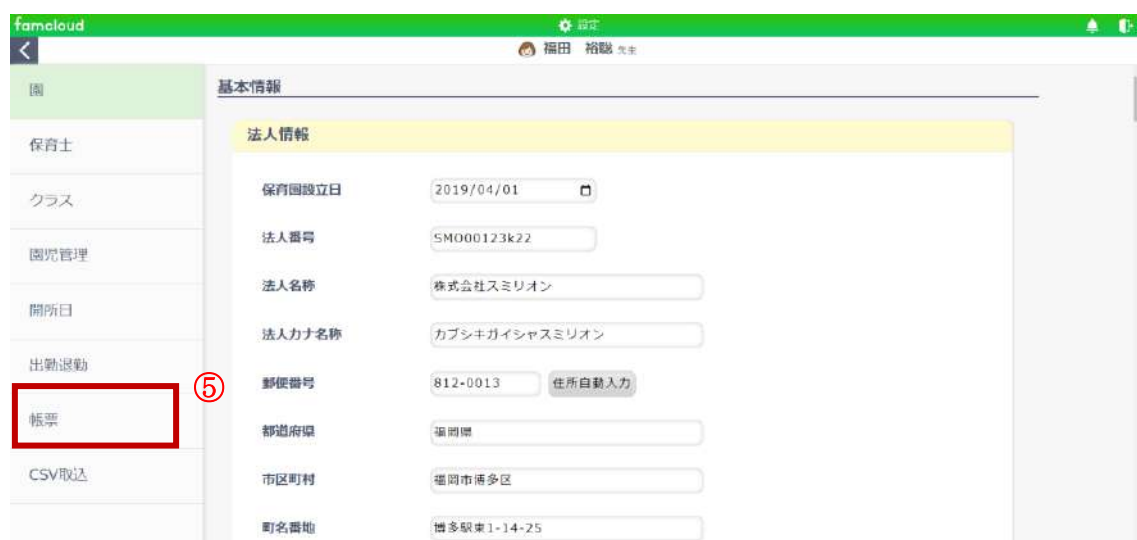 famcloud
設定
福田 裕聡 先生
園
保育士
クラス
園児管理
開所日
出勤退勤
帳票
CSV取込
⑤
基本情報
法人情報
保育園設立日 2019/04/01
法人番号 SMO00123k22
法人名称 株式会社スミリオン
法人カナ名称 カブシキガイシャスミリオン
郵便番号 812-0013 住所自動入力
都道府県 福岡県
市区町村 福岡市博多区
町名番地 博多駅東1-14-25